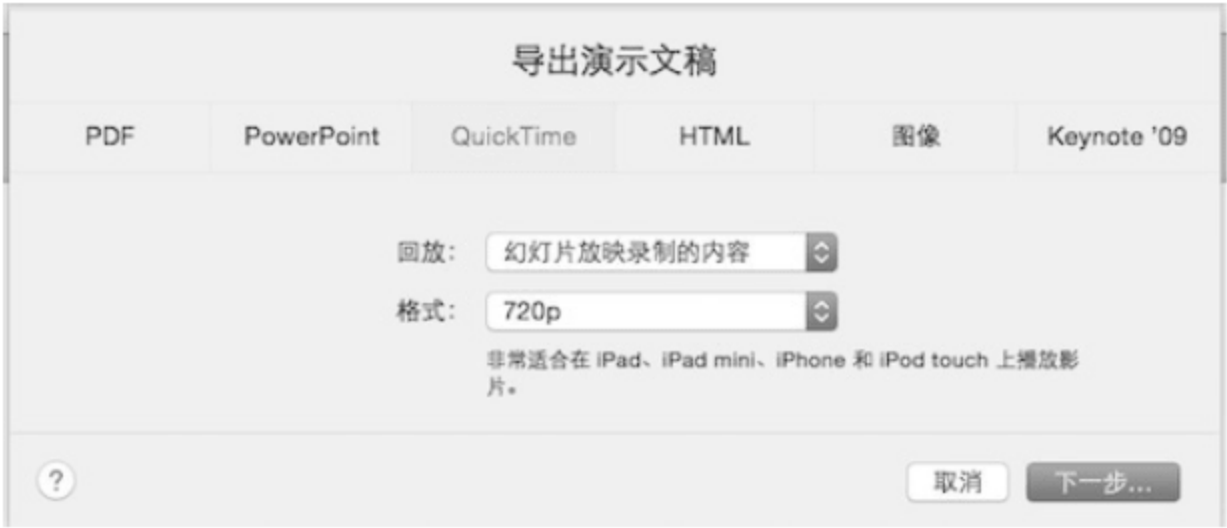 导出演示文稿
PDF PowerPoint QuickTime HTML 图像 Keynote '09
回放： 幻灯片放映录制的内容
格式： 720p
非常适合在 iPad、iPad mini、iPhone 和 iPod touch 上播放影
片。
? 取消 下一步...